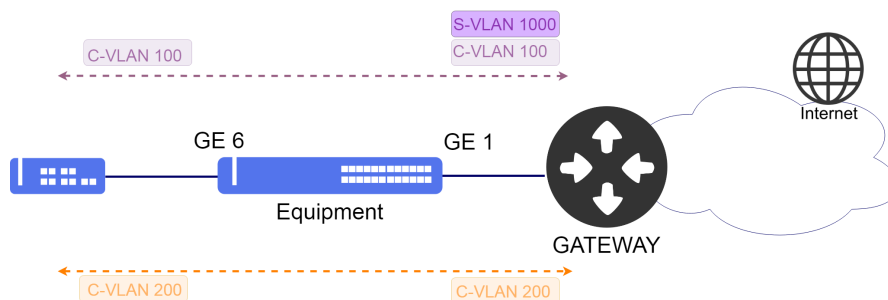 S-VLAN 1000
C-VLAN 100
C-VLAN 100
Internet
GE 6
GE 1
Equipment
GATEWAY
C-VLAN 200
C-VLAN 200